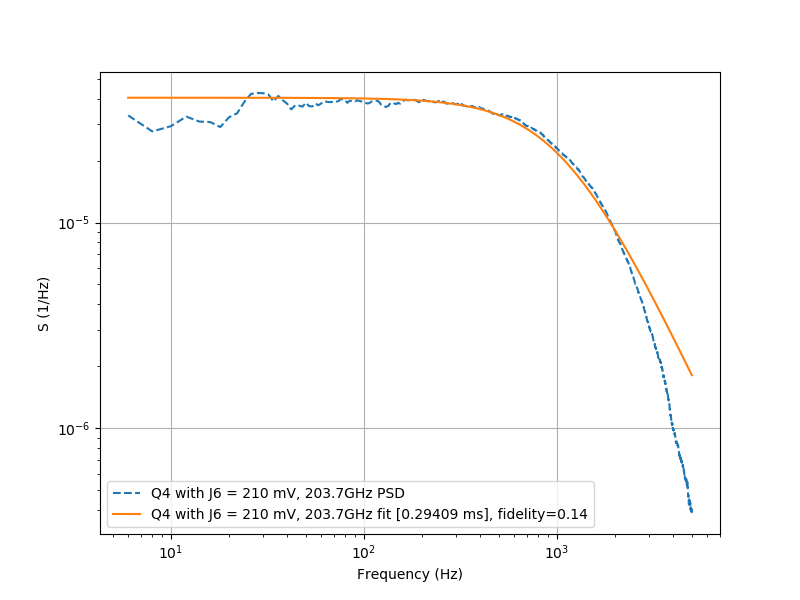 S (1/Hz)
10⁻⁵
10⁻⁶
Q4 with J6 = 210 mV, 203.7GHz PSD
Q4 with J6 = 210 mV, 203.7GHz fit [0.29409 ms], fidelity=0.14
10¹ 10² 10³
Frequency (Hz)